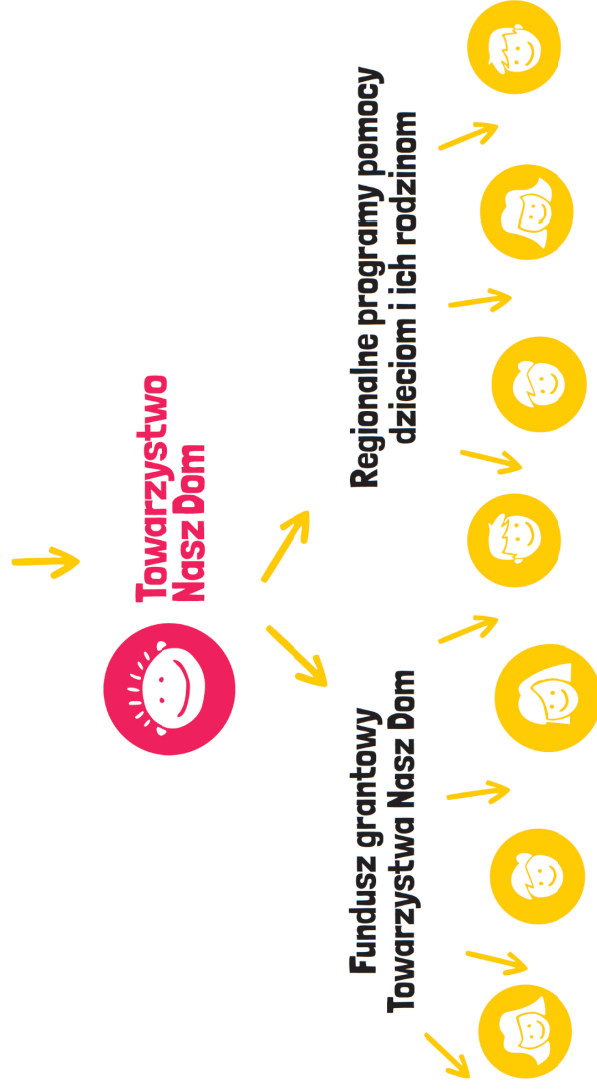 Towarzystwo
Nasz Dom
Fundusz grantowy
Towarzystwa Nasz Dom
Regionalne programy pomocy
dzieciom i ich rodzinom